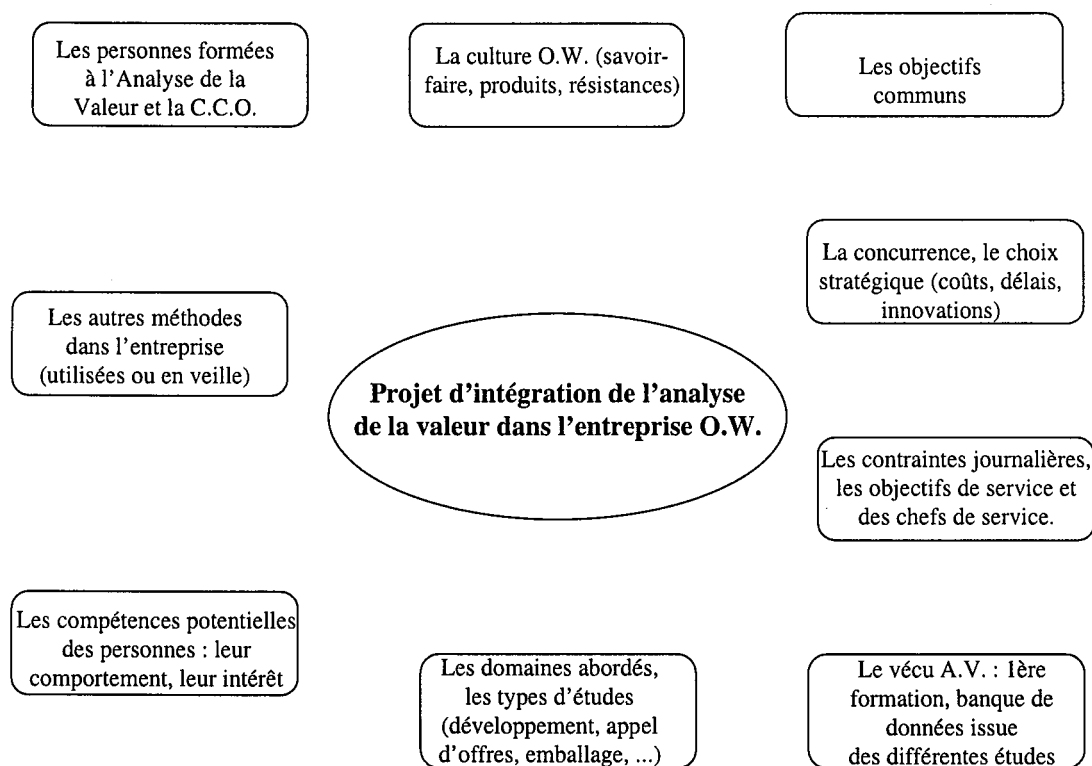 Les personnes formées
à l'Analyse de la
Valeur et la C.C.O.
La culture O.W. (savoir-
faire, produits, résistances)
Les objectifs
communs
La concurrence, le choix
stratégique (coûts, délais,
innovations)
Les autres méthodes
dans l'entreprise
(utilisées ou en veille)
Projet d'intégration de l'analyse
de la valeur dans l'entreprise O.W.
Les contraintes journalières,
les objectifs de service et
des chefs de service.
Les compétences potentielles
des personnes : leur
comportement, leur intérêt
Les domaines abordés,
les types d'études
(développement, appel
d'offres, emballage, ...)
Le vécu A.V. : 1ère
formation, banque de
données issue
des différentes études